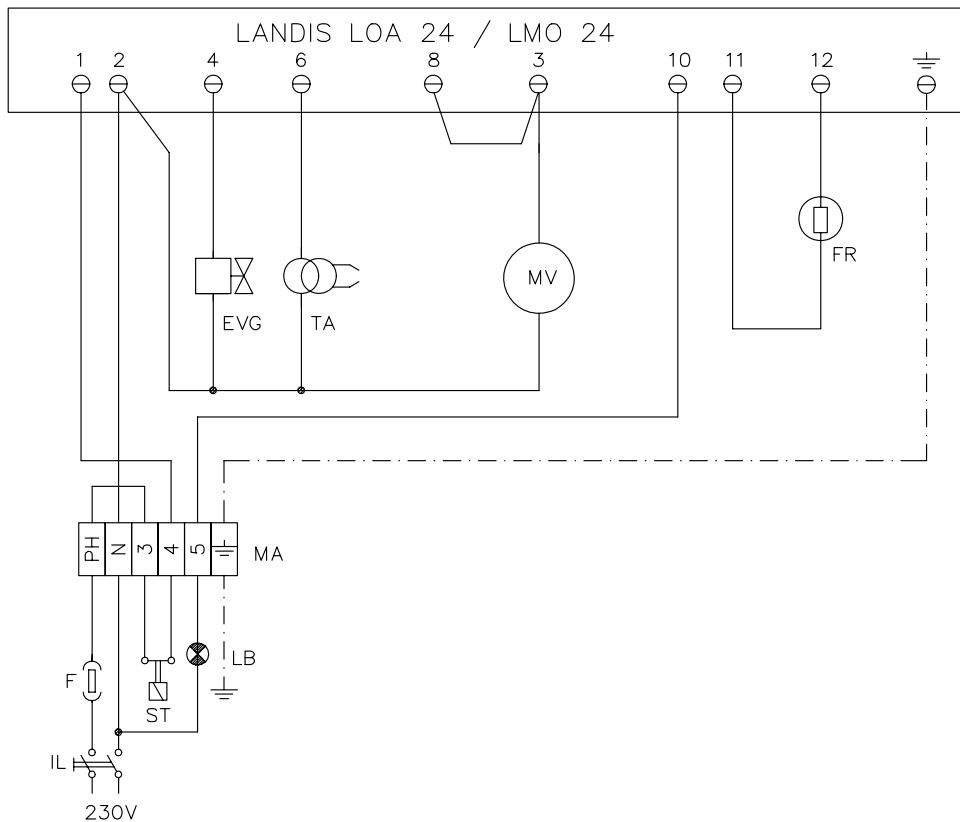 LANDIS LOA 24 / LMO 24
1 2 4 6 8 3 10 11 12
FR
MV
EVG TA
PH N 3 4 5 MA
LB
F
ST
IL
230V